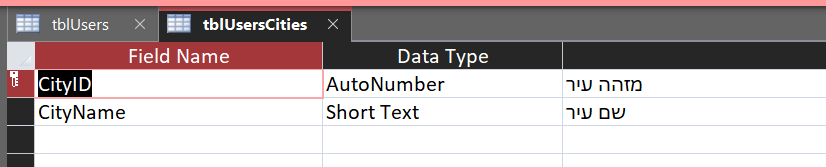 tblUsers tblUsersCities
Field Name Data Type
CityID AutoNumber מזהה עיר
CityName Short Text שם עיר